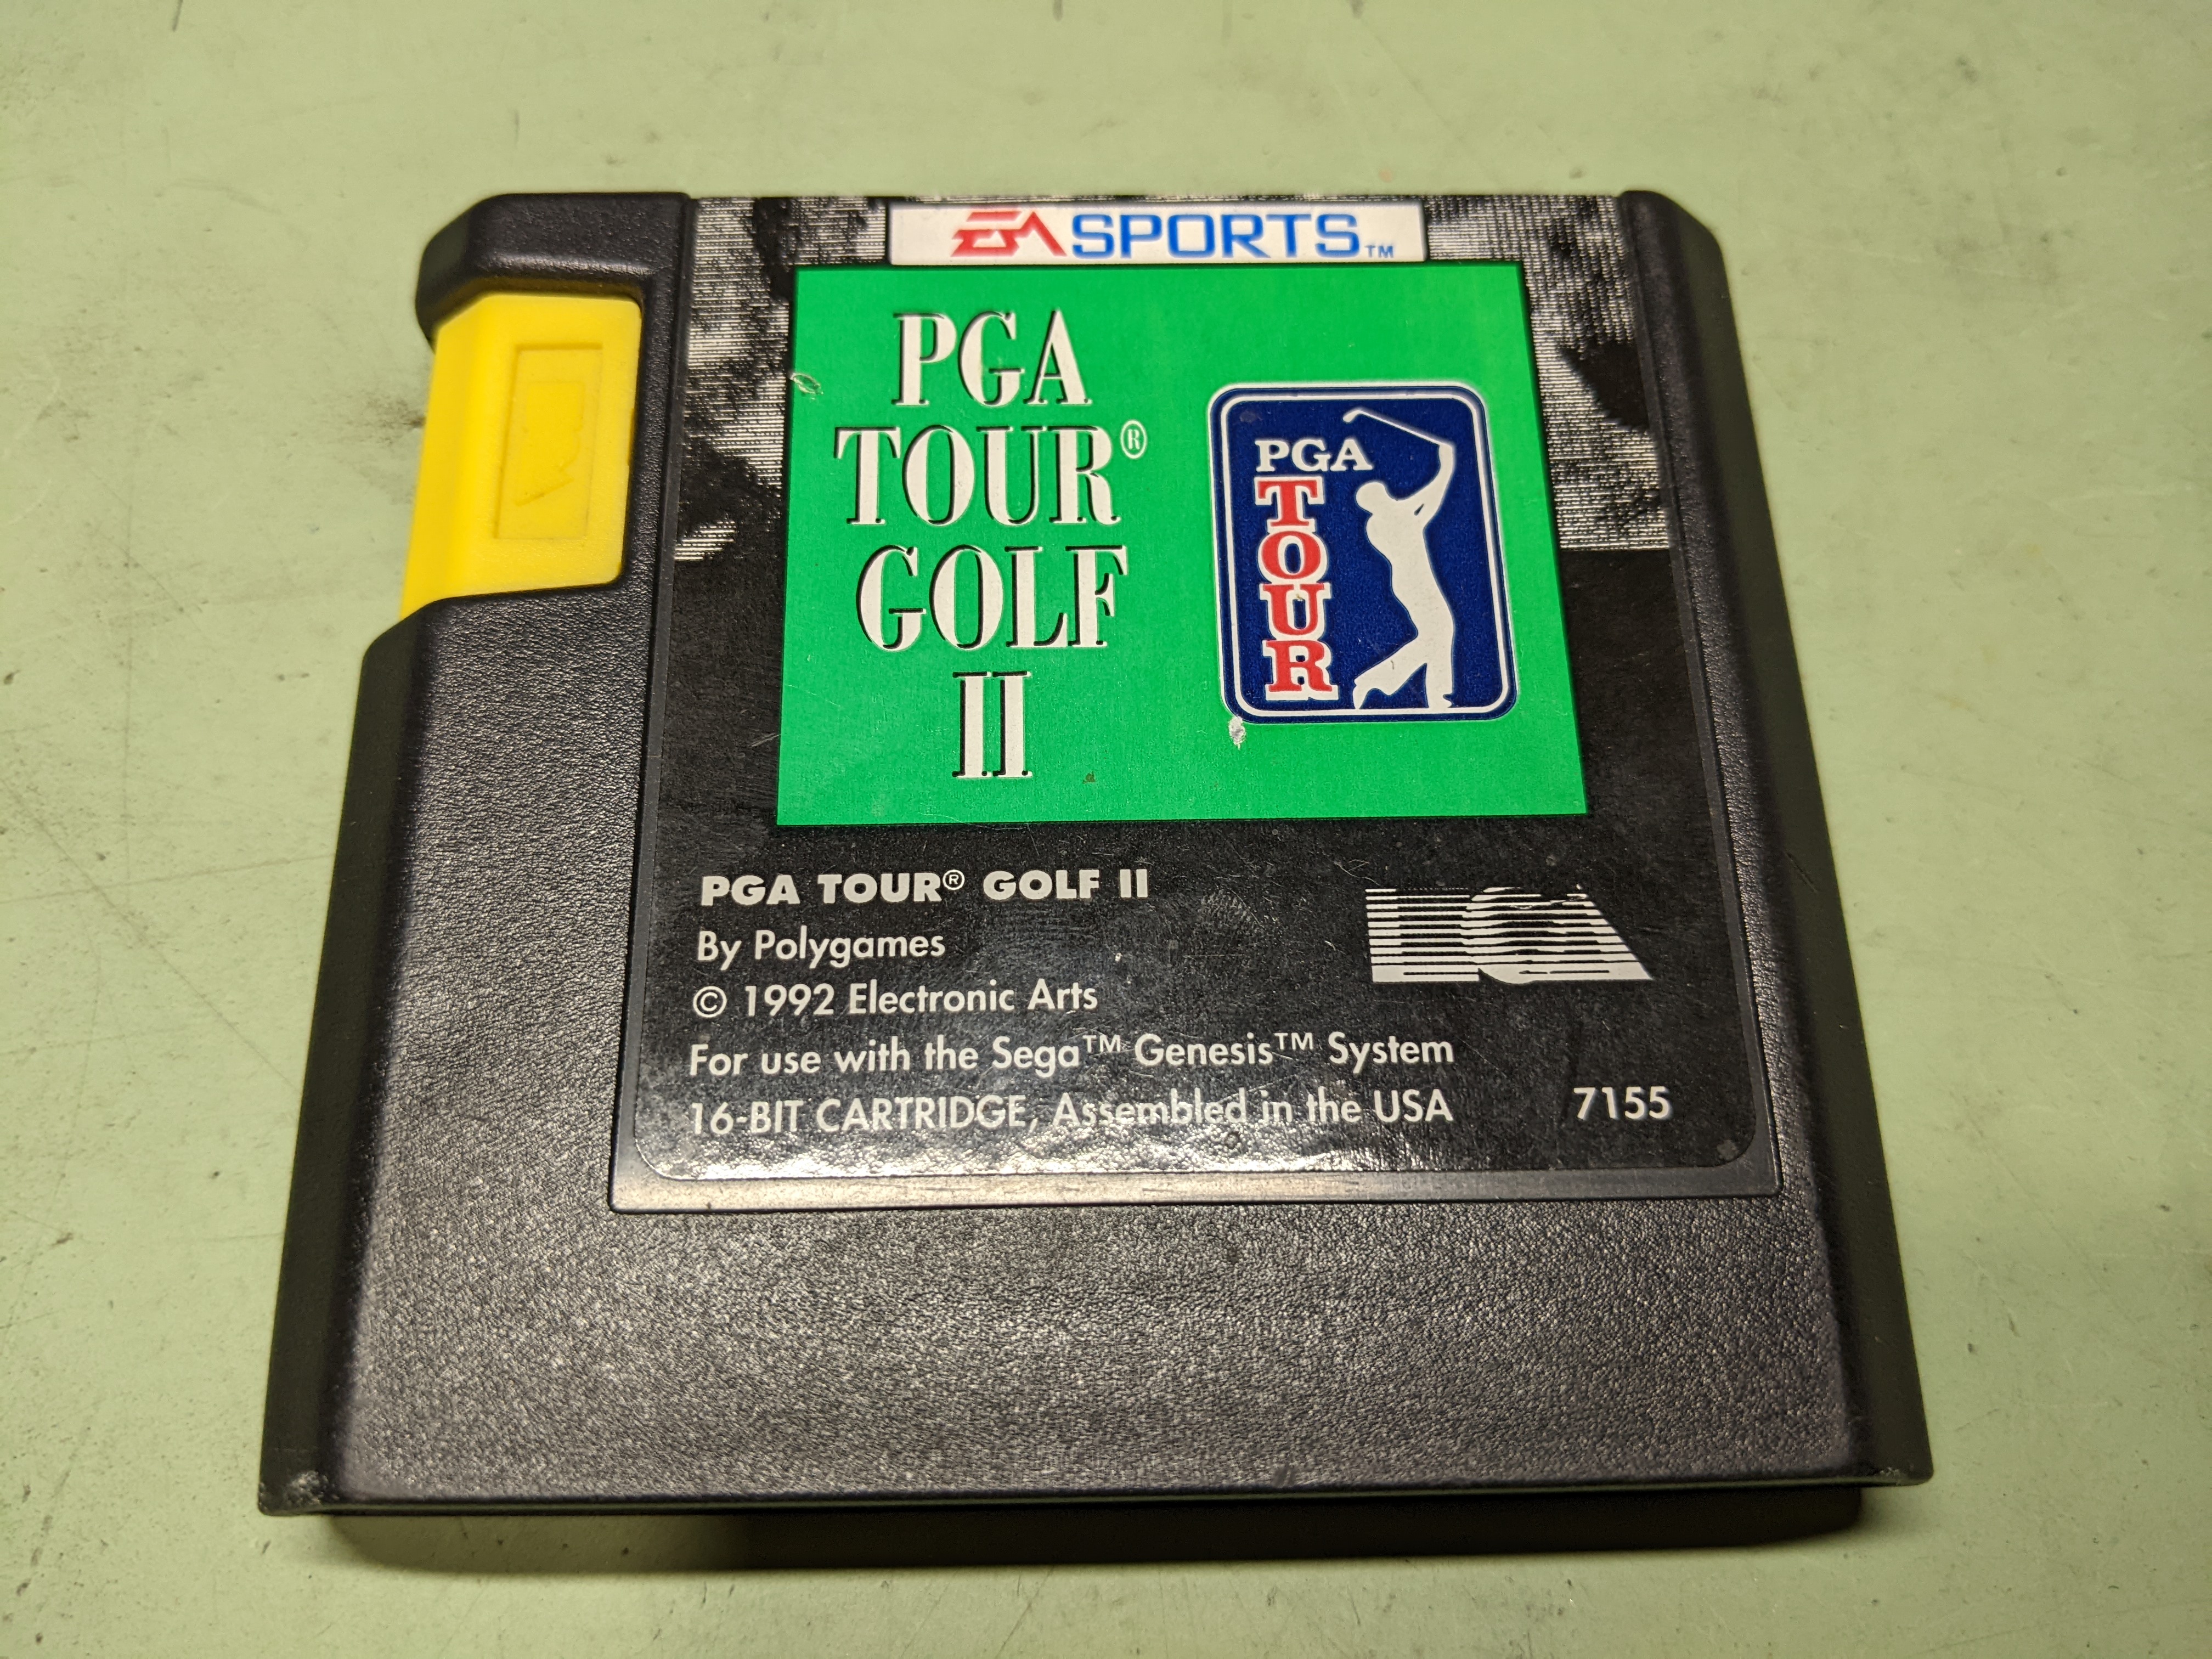 EA SPORTS™
PGA
TOUR®
GOLF
II
PGA
TOUR
PGA TOUR® GOLF II
By Polygames
© 1992 Electronic Arts
For use with the Sega™ Genesis™ System
16-BIT CARTRIDGE, Assembled in the USA
7155
EOA